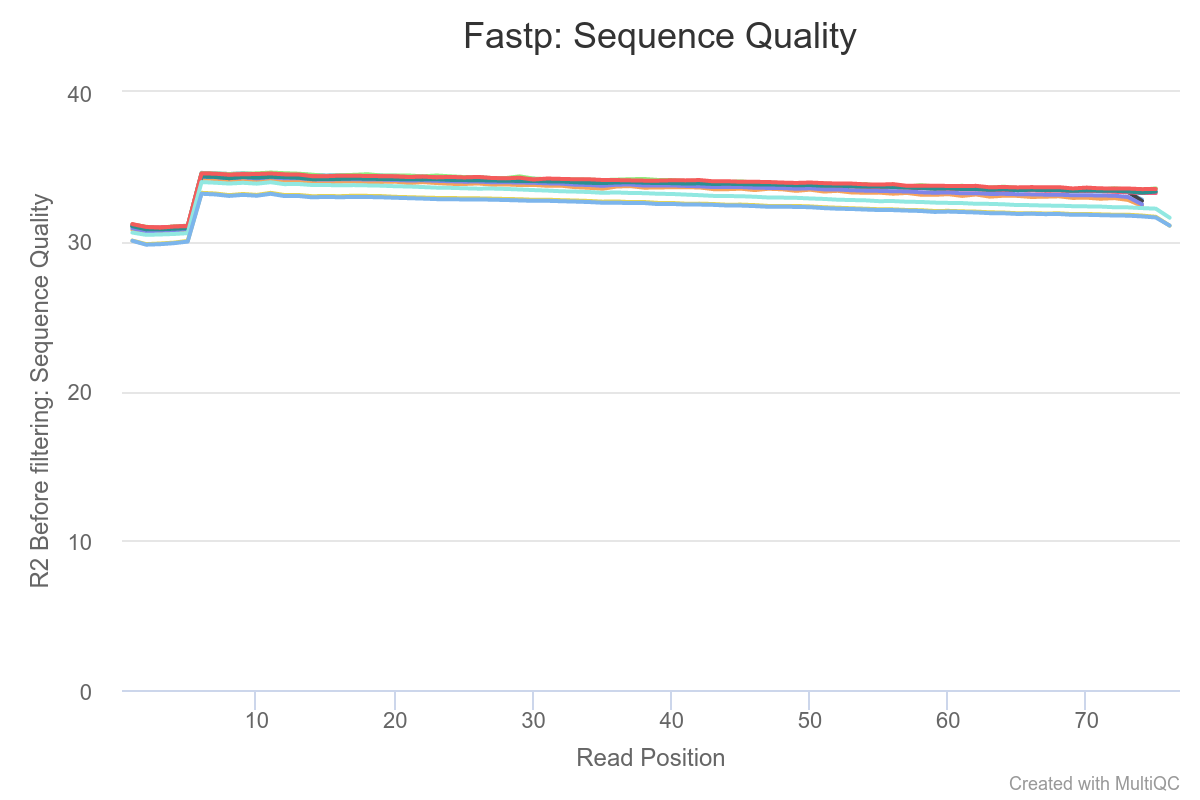 Fastp: Sequence Quality
R2 Before filtering: Sequence Quality
40
30
20
10
0
10 20 30 40 50 60 70
Read Position
Created with MultiQC